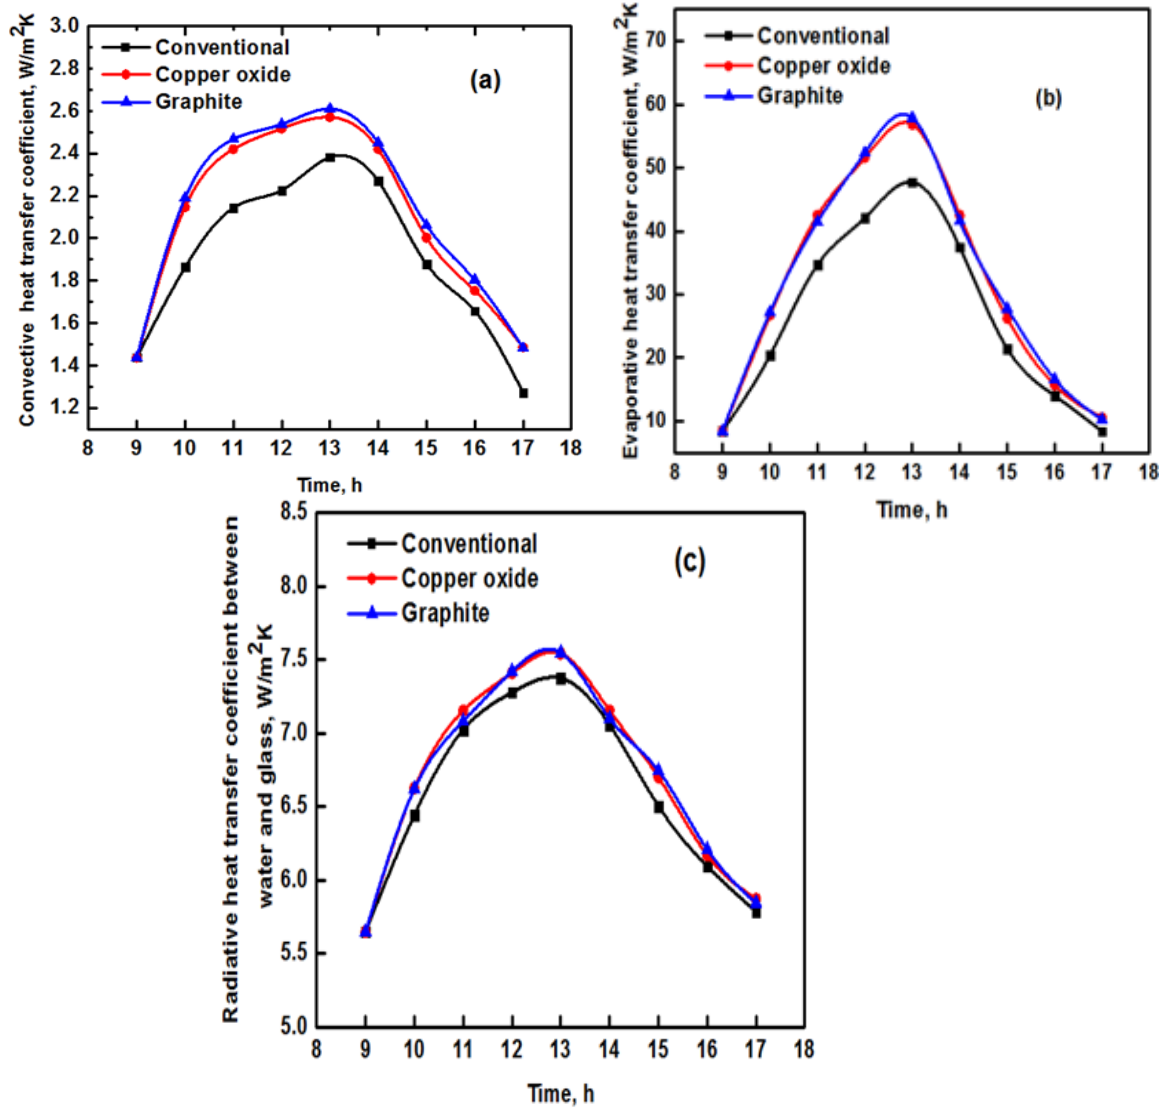 Convective heat transfer coefficient, W/m²K
3.0
2.8
2.6
2.4
2.2
2.0
1.8
1.6
1.4
1.2
Conventional
Copper oxide
Graphite
(a)
8 9 10 11 12 13 14 15 16 17 18
Time, h
Evaporative heat transfer coefficient, W/m²K
70
60
50
40
30
20
10
Conventional
Copper oxide
Graphite
(b)
8 9 10 11 12 13 14 15 16 17 18
Time, h
Radiative heat transfer coefficient between
water and glass, W/m²K
8.5
8.0
7.5
7.0
6.5
6.0
5.5
5.0
Conventional
Copper oxide
Graphite
(c)
8 9 10 11 12 13 14 15 16 17 18
Time, h